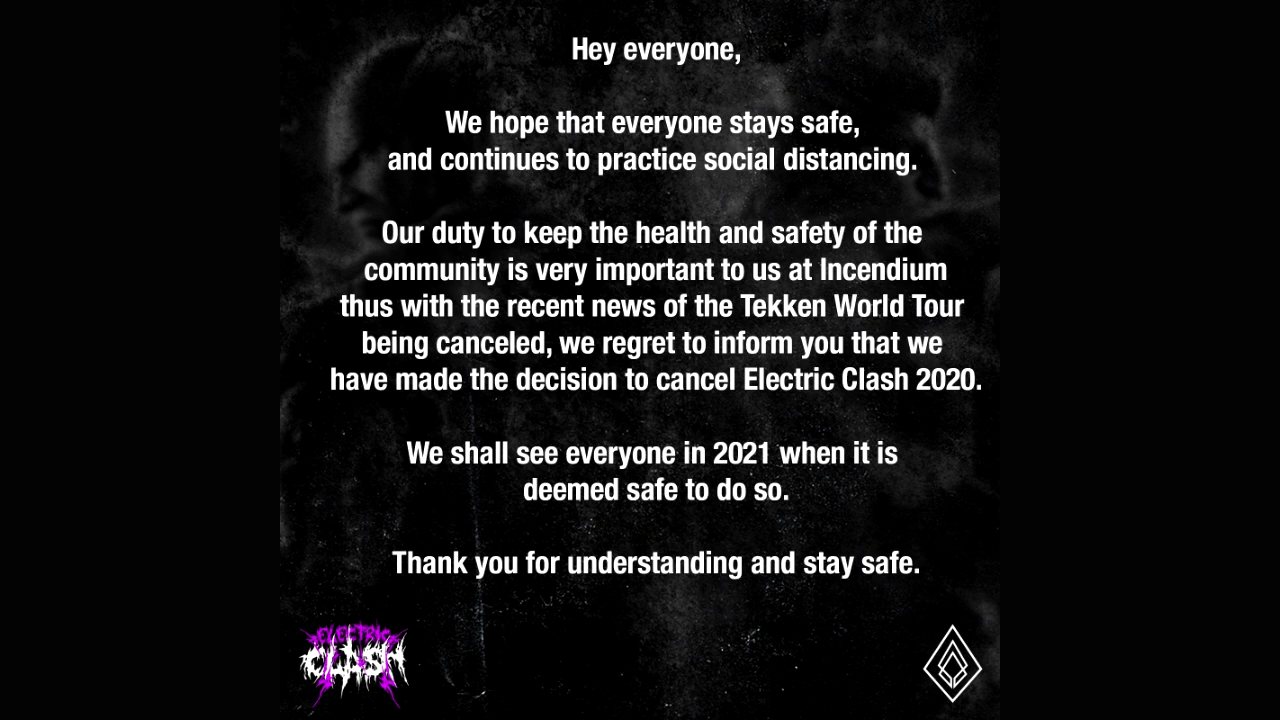 Hey everyone,
We hope that everyone stays safe,
and continues to practice social distancing.
Our duty to keep the health and safety of the
community is very important to us at Incendium
thus with the recent news of the Tekken World Tour
being canceled, we regret to inform you that we
have made the decision to cancel Electric Clash 2020.
We shall see everyone in 2021 when it is
deemed safe to do so.
Thank you for understanding and stay safe.
ELECTRIC
CLASH